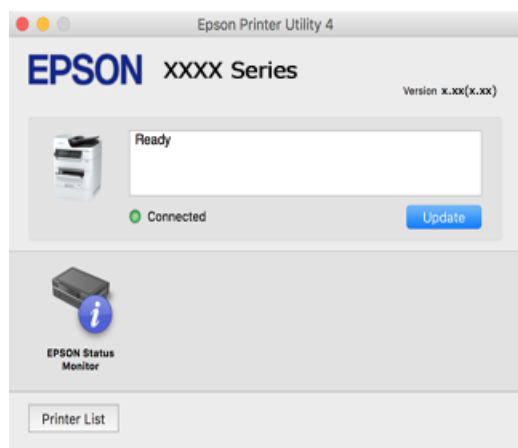 Epson Printer Utility 4
EPSON XXXX Series
Version x.xx(x.xx)
Ready
Connected
Update
EPSON Status
Monitor
Printer List